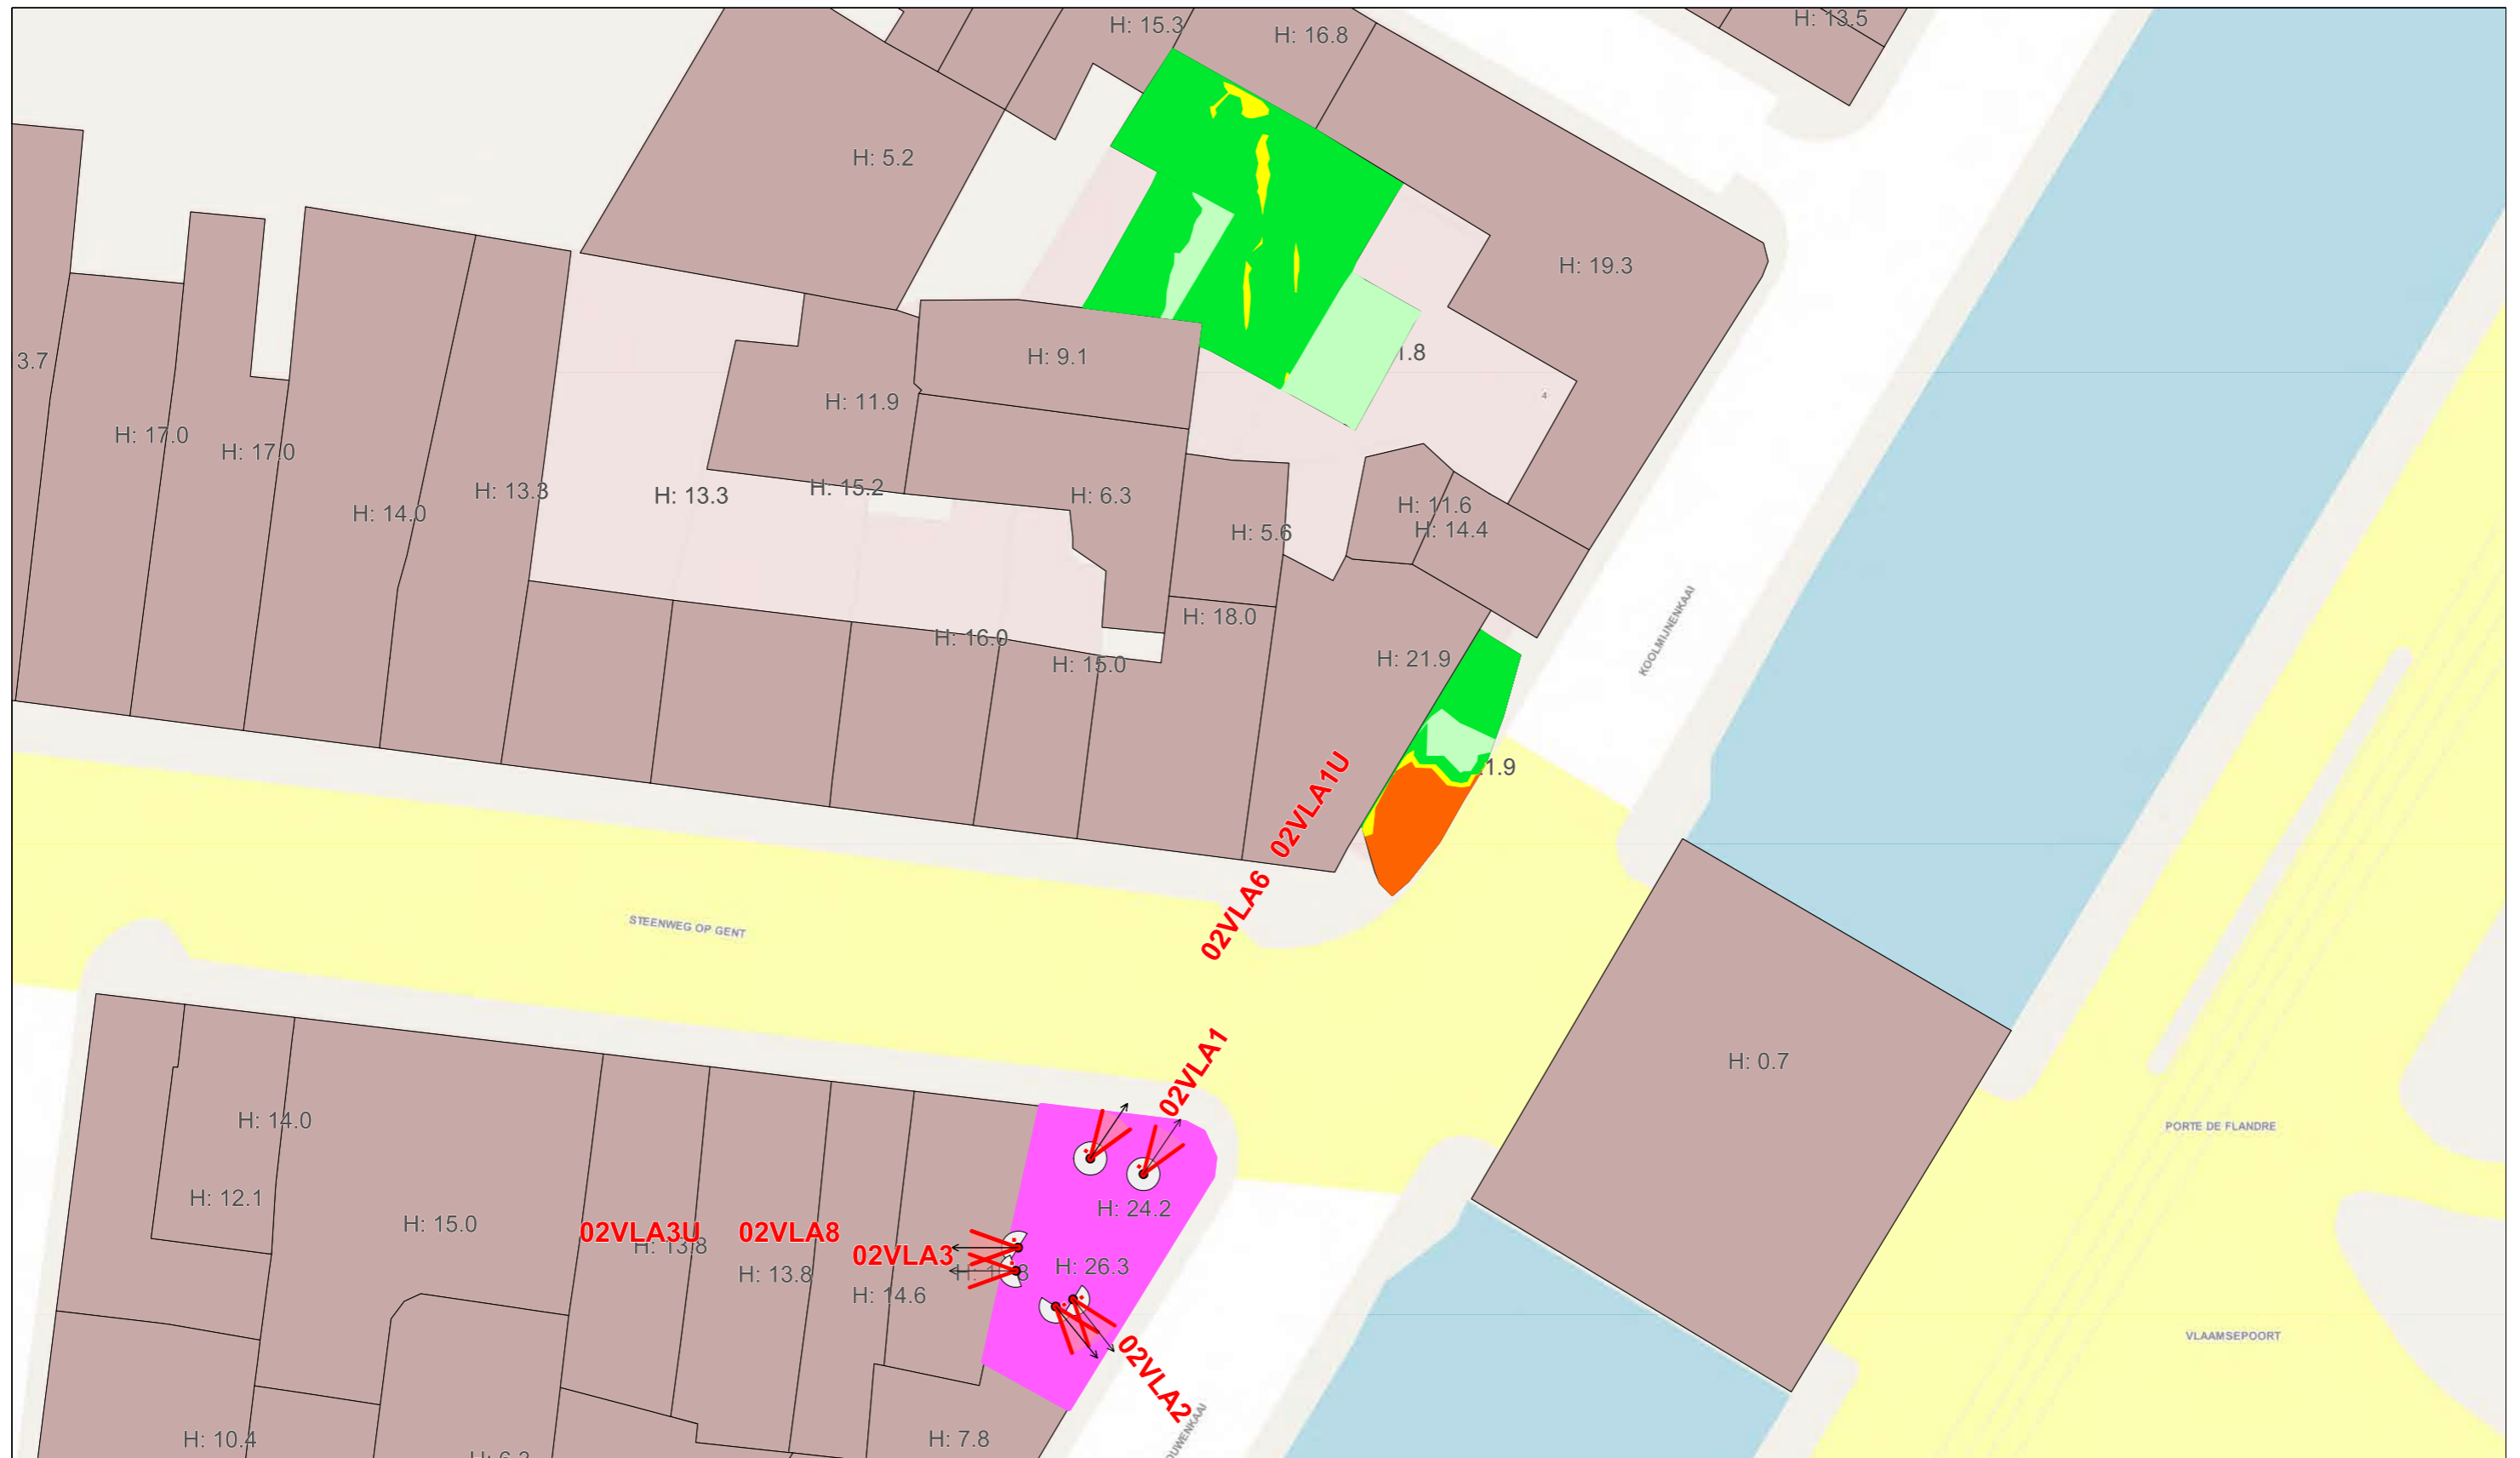 H: 15.3
H: 16.8
H: 13.5
H: 5.2
H: 19.3
3.7
H: 9.1
1.8
H: 11.9
4
H: 17.0
H: 17.0
H: 13.3
H: 13.3
H: 15.2
H: 6.3
H: 11.6
H: 14.0
H: 5.6
H: 14.4
H: 18.0
KOOLMIJNENKAAI
H: 16.0
H: 15.0
H: 21.9
1.9
02VLA1U
02VLA6
STEENWEG OP GENT
H: 0.7
02VLA1
H: 14.0
PORTE DE FLANDRE
H: 12.1
H: 24.2
H: 15.0
02VLA3U
02VLA8
H: 13.8
02VLA3
H: 13.8
H: 26.3
H: 14.6
VLAAMSEPOORT
02VLA2
H: 10.4
H: 7.8
OUWENKAAI